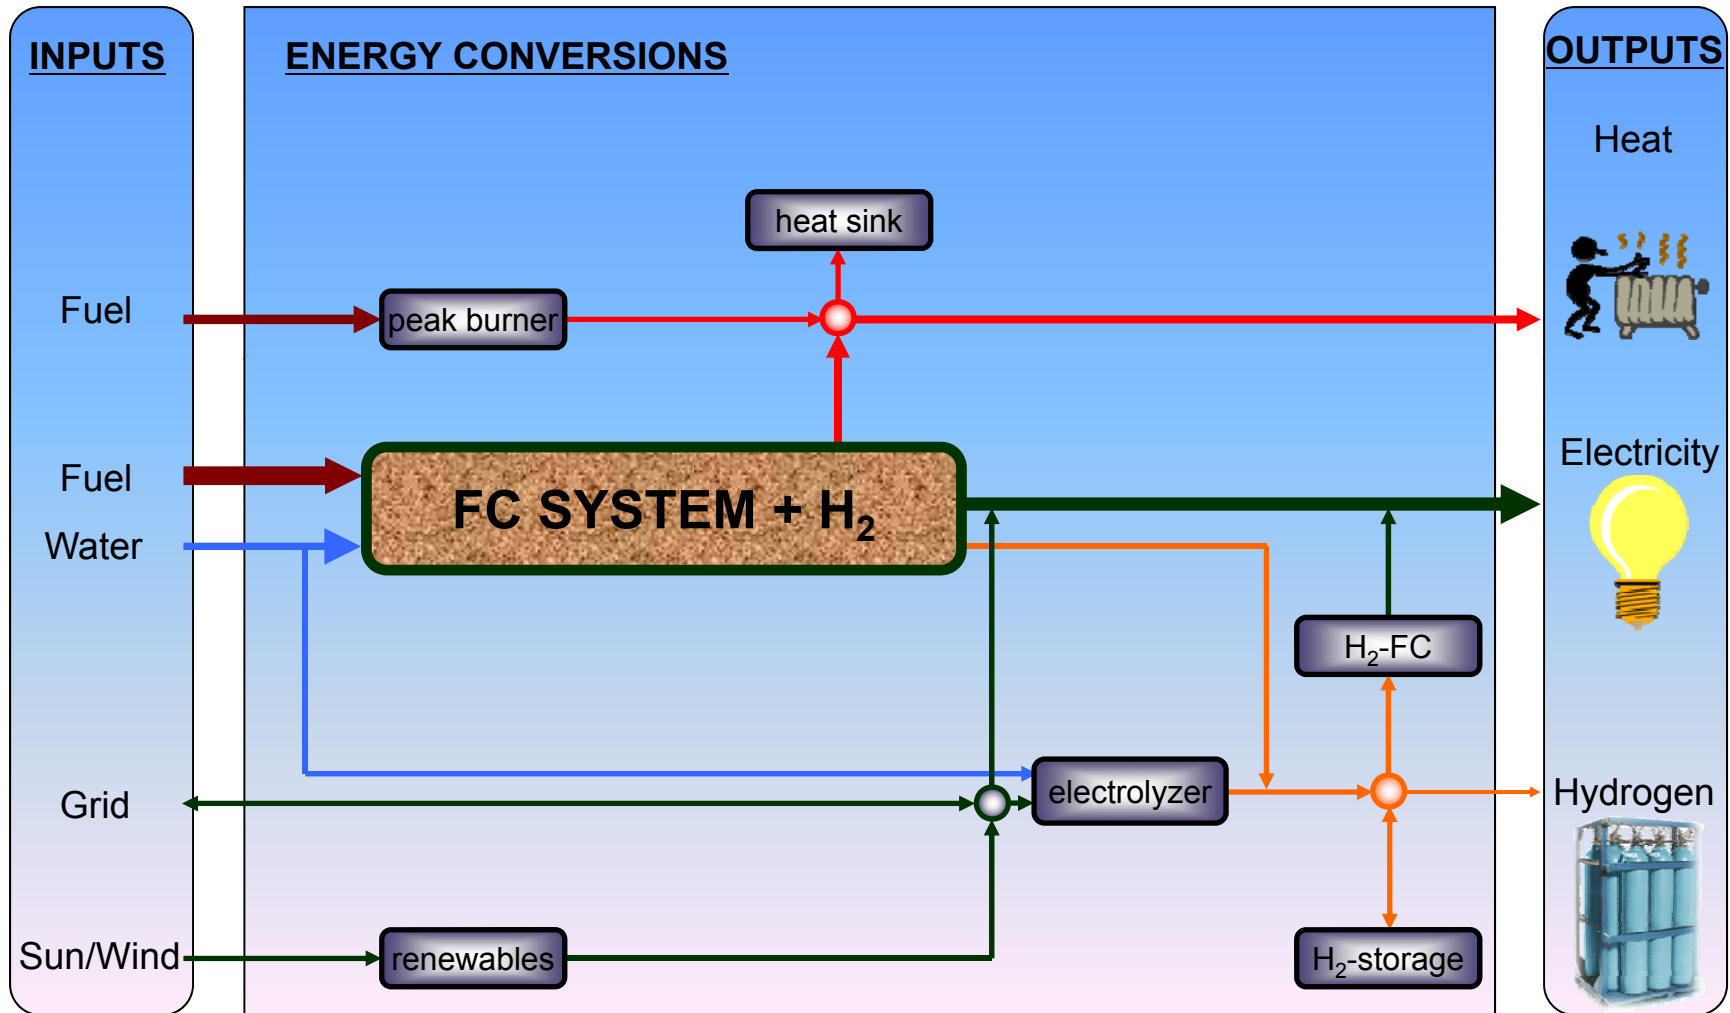 INPUTS
ENERGY CONVERSIONS
OUTPUTS
Heat
heat sink
Fuel
peak burner
Fuel
FC SYSTEM + H₂
Electricity
Water
H₂-FC
Grid
electrolyzer
Hydrogen
Sun/Wind
renewables
H₂-storage